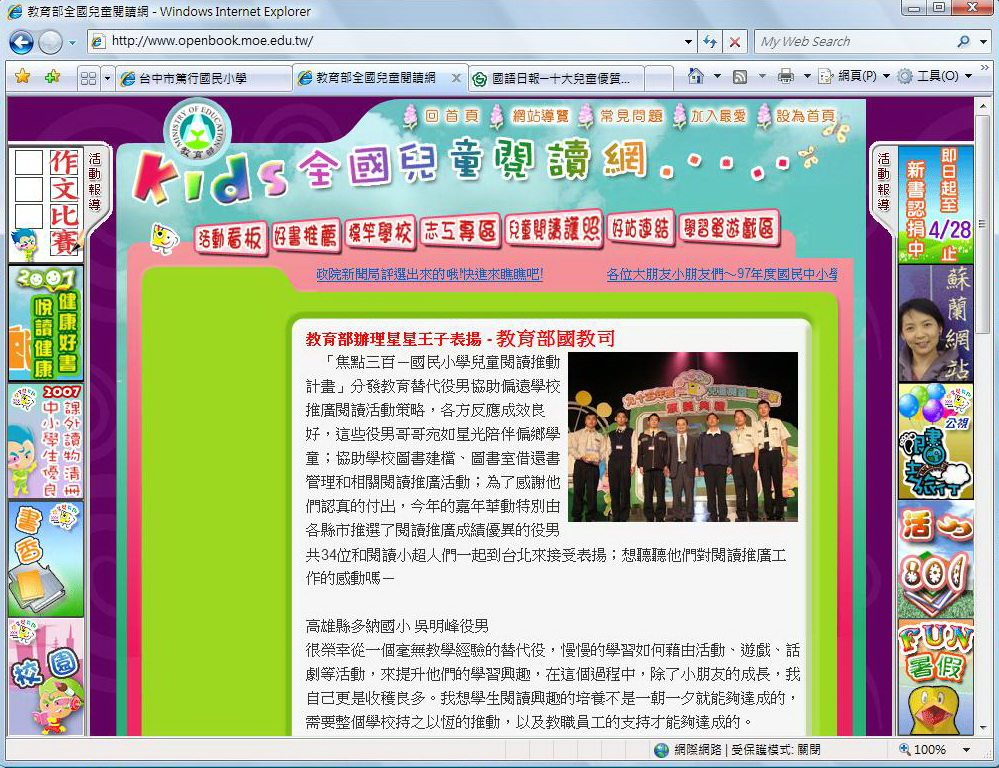 教育部全國兒童閱讀網 - Windows Internet Explorer
http://www.openbook.moe.edu.tw/
My Web Search
台中市篤行國民小學
教育部全國兒童閱讀網
國語日報─十大兒童優質...
網頁(P)
工具(O)
MINISTRY OF EDUCATION
教育部
回首頁
網站導覽
常見問題
加入最愛
設為首頁
kids全國兒童閱讀網
活動看板
好書推薦
標竿學校
志工專區
兒童閱讀護照
好站連結
學習單遊戲區
政院新聞局評選出來的哦!快進來瞧瞧吧!
各位大朋友小朋友們～97年度國民中小學
作文比賽
活動報導
2007
健康好書
悅讀健康
2007
課外讀物清冊
中小學生優良
書香
校園
活動報導
即日起至
4/28
止
新書認捐中
蘇蘭網站
公視
讀書去旅行
FUN
暑假
教育部辦理星星王子表揚 - 教育部國教司
「焦點三百─國民小學兒童閱讀推動
計畫」分發教育替代役男協助偏遠學校
推廣閱讀活動策略，各方反應成效良
好，這些役男哥哥宛如星光陪伴偏鄉學
童；協助學校圖書建檔、圖書室借還書
管理和相關閱讀推廣活動；為了感謝他
們認真的付出，今年的嘉年華動特別由
各縣市推選了閱讀推廣成績優異的役男
共34位和閱讀小超人們一起到台北來接受表揚；想聽聽他們對閱讀推廣工
作的感動嗎－
高雄縣多納國小 吳明峰役男
很榮幸從一個毫無教學經驗的替代役，慢慢的學習如何藉由活動、遊戲、話
劇等活動，來提升他們的學習興趣，在這個過程中，除了小朋友的成長，我
自己更是收穫良多。我想學生閱讀興趣的培養不是一朝一夕就能夠達成的，
需要整個學校持之以恆的推動，以及教職員工的支持才能夠達成的。
網際網路 | 受保護模式: 關閉
100%